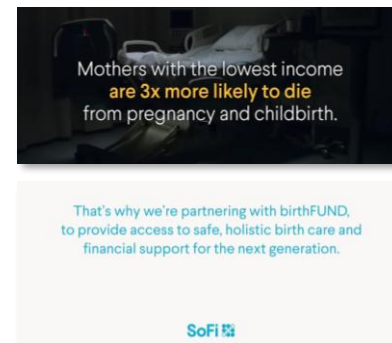 Mothers with the lowest income
are 3x more likely to die
from pregnancy and childbirth.
That's why we're partnering with birthFUND,
to provide access to safe, holistic birth care and
financial support for the next generation.
SoFi